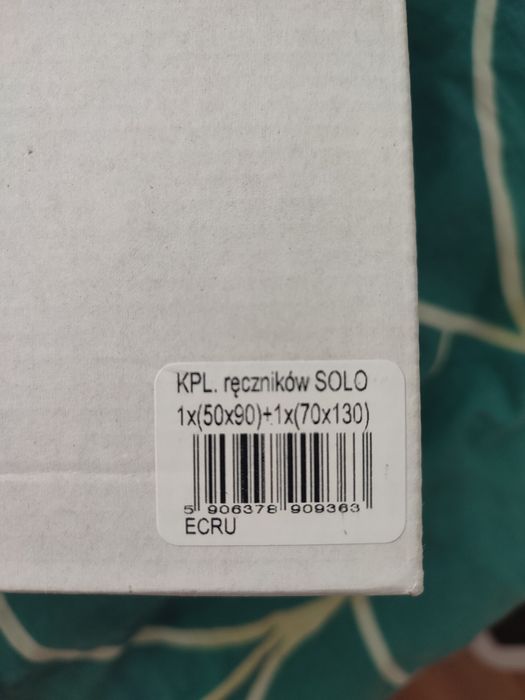 KPL. ręczników SOLO
1x(50x90)+1x(70x130)
5 906378 909363
ECRU